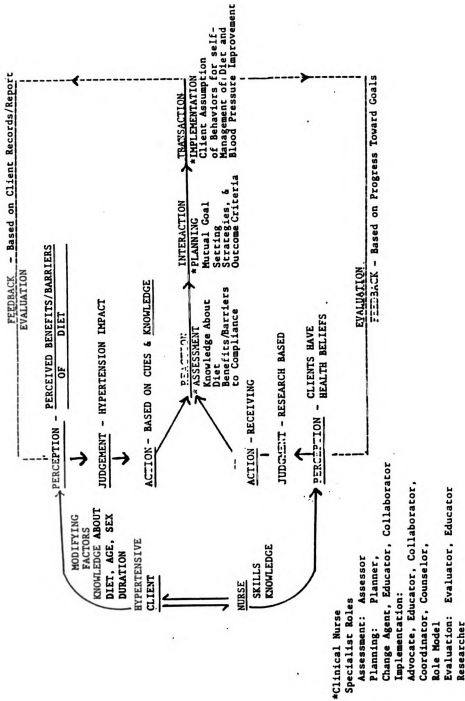 FEEDBACK - Based on Client Records/Report
EVALUATION
MODIFYING
FACTORS
KNOWLEDGE ABOUT
DIET, AGE, SEX
DURATION
HYPERTENSIVE
CLIENT
NURSE
SKILLS
KNOWLEDGE
PERCEPTION - PERCEIVED BENEFITS/BARRIERS
OF DIET
JUDGEMENT - HYPERTENSION IMPACT
ACTION - BASED ON CUES & KNOWLEDGE
REACTION
*ASSESSMENT
Knowledge About
Diet
Benefits/Barriers
to Compliance
INTERACTION
*PLANNING
Mutual Goal
Setting
Strategies, &
Outcome Criteria
TRANSACTION
*IMPLEMENTATION
Client Assumption
of Behaviors for self-
Management of Diet and
Blood Pressure Improvement
ACTION - RECEIVING
JUDGMENT - RESEARCH BASED
PERCEPTION - CLIENTS HAVE
HEALTH BELIEFS
EVALUATION
FEEDBACK - Based on Progress Toward Goals
*Clinical Nurse
Specialist Roles
Assessment: Assessor
Planning: Planner,
Change Agent, Educator, Collaborator
Implementation:
Advocate, Educator, Collaborator,
Coordinator, Counselor,
Role Model
Evaluation: Evaluator, Educator
Researcher